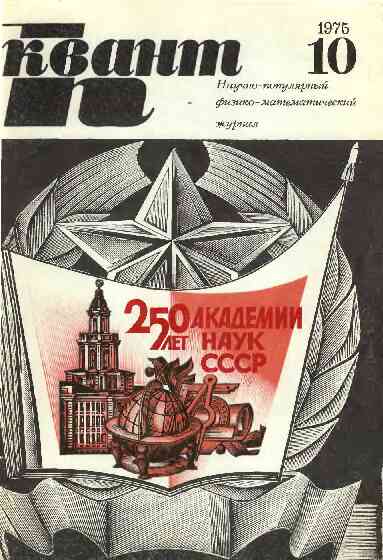 квант
1975
10
Научно-популярный
физико-математический
журнал
250 АКАДЕМИИ
ЛЕТ НАУК
СССР